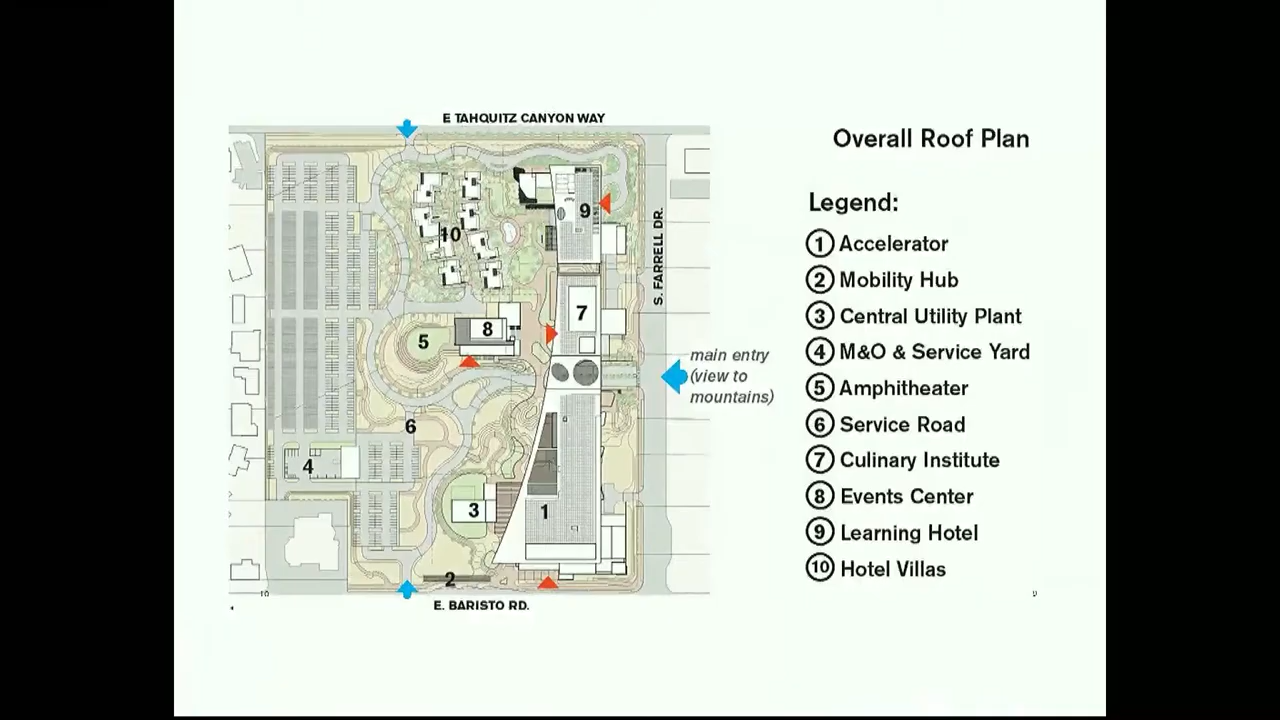 E TAHQUITZ CANYON WAY
Overall Roof Plan
Legend:
1 Accelerator
2 Mobility Hub
3 Central Utility Plant
4 M&O & Service Yard
5 Amphitheater
6 Service Road
7 Culinary Institute
8 Events Center
9 Learning Hotel
10 Hotel Villas
S. FARRELL DR.
main entry
(view to
mountains)
9
10
7
8
5
6
4
3
1
2
10
9
E. BARISTO RD.